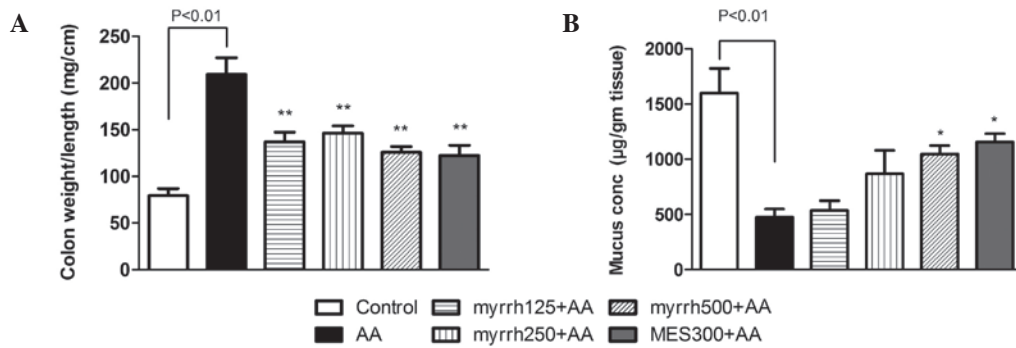 A
P<0.01
Colon weight/length (mg/cm)
250
200
150
100
50
0
**
**
**
**
B
P<0.01
Mucus conc (µg/gm tissue)
2000
1500
1000
500
0
*
*
Control
myrrh125+AA
myrrh500+AA
AA
myrrh250+AA
MES300+AA